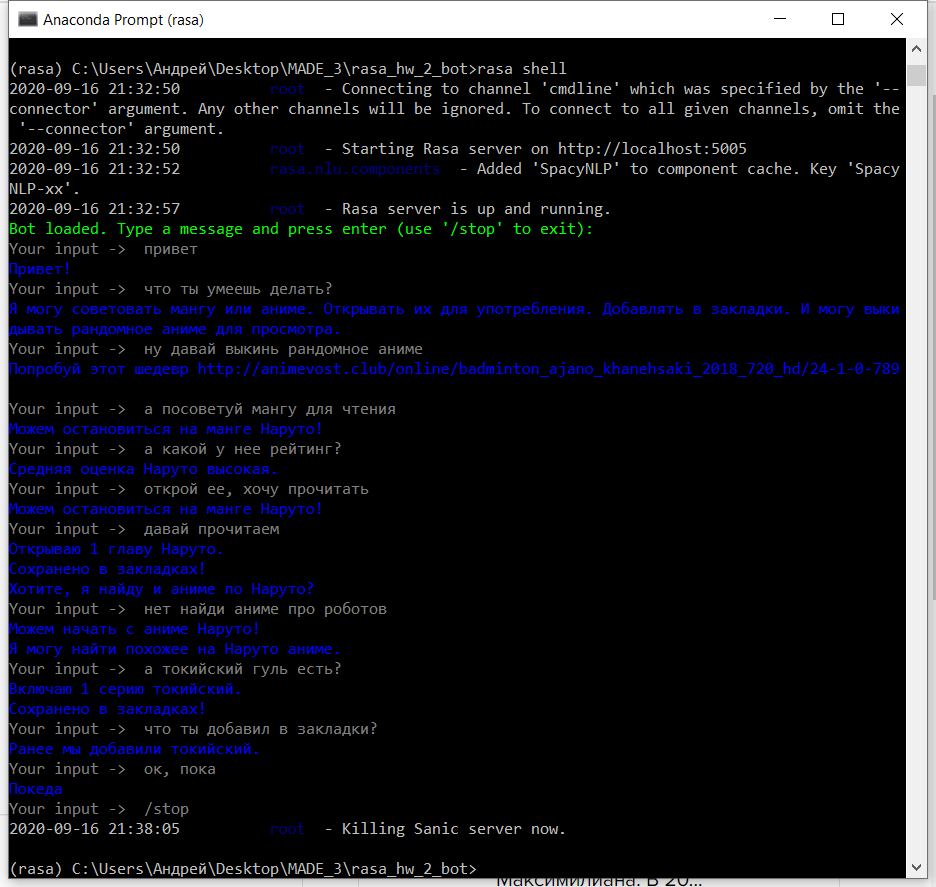 Anaconda Prompt (rasa)
(rasa) C:\Users\Андрей\Desktop\MADE_3\rasa_hw_2_bot>rasa shell
2020-09-16 21:32:50 root - Connecting to channel 'cmdline' which was specified by the '--
connector' argument. Any other channels will be ignored. To connect to all given channels, omit the
'--connector' argument.
2020-09-16 21:32:50 root - Starting Rasa server on http://localhost:5005
2020-09-16 21:32:52 rasa.nlu.components - Added 'SpacyNLP' to component cache. Key 'Spacy
NLP-xx'.
2020-09-16 21:32:57 root - Rasa server is up and running.
Bot loaded. Type a message and press enter (use '/stop' to exit):
Your input -> привет
Привет!
Your input -> что ты умеешь делать?
Я могу советовать мангу или аниме. Открывать их для употребления. Добавлять в закладки. И могу выки
дывать рандомное аниме для просмотра.
Your input -> ну давай выкинь рандомное аниме
Попробуй этот шедевр http://animevost.club/online/badminton_ajano_khanehsaki_2018_720_hd/24-1-0-789
Your input -> а посоветуй мангу для чтения
Можем остановиться на манге Наруто!
Your input -> а какой у нее рейтинг?
Средняя оценка Наруто высокая.
Your input -> открой ее, хочу прочитать
Можем остановиться на манге Наруто!
Your input -> давай прочитаем
Открываю 1 главу Наруто.
Сохранено в закладках!
Хотите, я найду и аниме по Наруто?
Your input -> нет найди аниме про роботов
Можем начать с аниме Наруто!
Я могу найти похожее на Наруто аниме.
Your input -> а токийский гуль есть?
Включаю 1 серию токийский.
Сохранено в закладках!
Your input -> что ты добавил в закладки?
Ранее мы добавили токийский.
Your input -> ок, пока
Покеда
Your input -> /stop
2020-09-16 21:38:05 root - Killing Sanic server now.
(rasa) C:\Users\Андрей\Desktop\MADE_3\rasa_hw_2_bot>
Максимилиана. В 20...